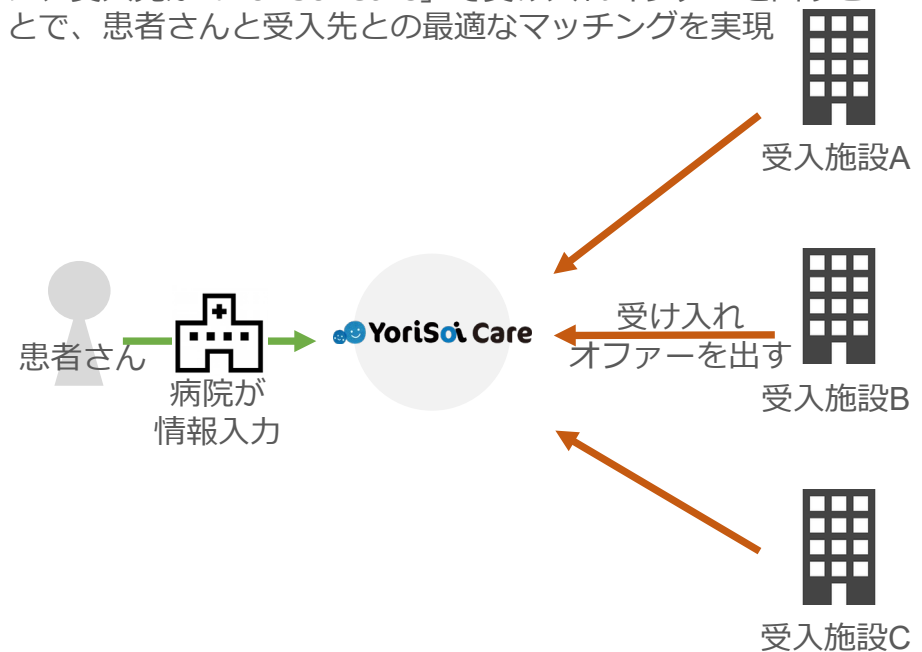 とで、患者さんと受入先との最適なマッチングを実現
受入施設A
患者さん
YoriSoi Care
受け入れ
オファーを出す
病院が
情報入力
受入施設B
受入施設C